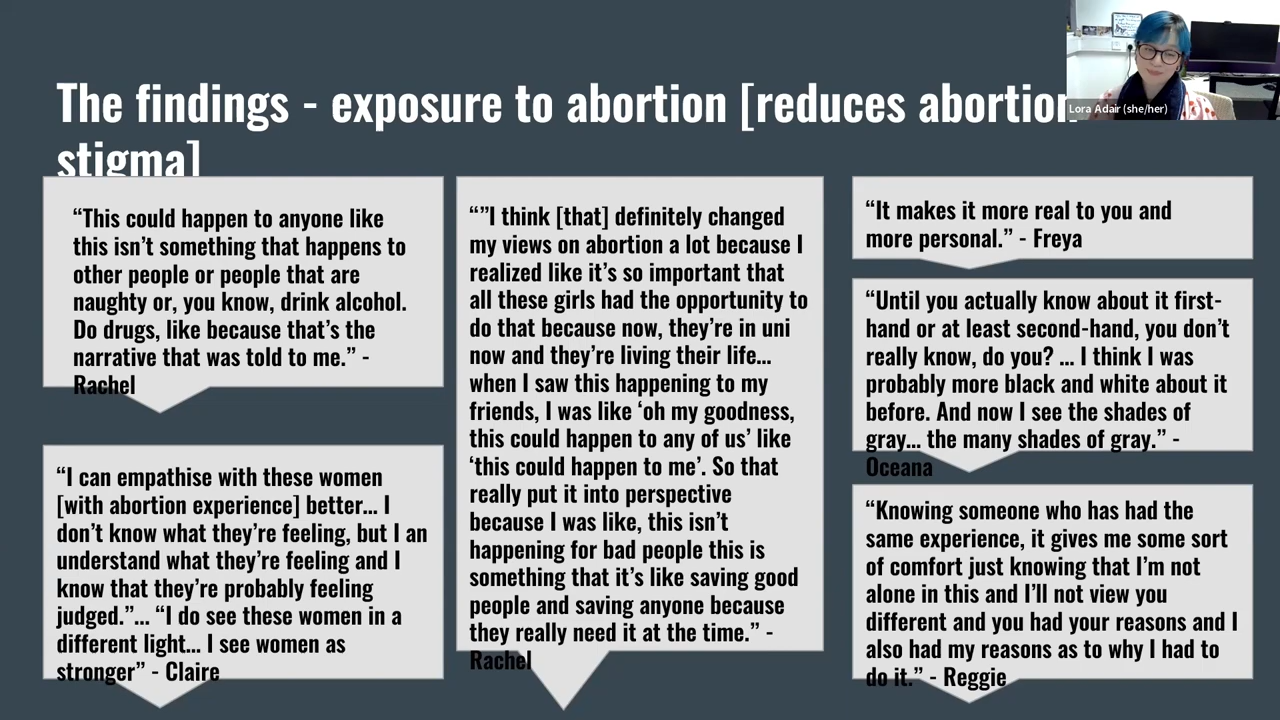 The findings - exposure to abortion [reduces abortion
stigma]
Lora Adair (she/her)
“This could happen to anyone like
this isn’t something that happens to
other people or people that are
naughty or, you know, drink alcohol.
Do drugs, like because that’s the
narrative that was told to me.” -
Rachel
“I can empathise with these women
[with abortion experience] better... I
don’t know what they’re feeling, but I an
understand what they’re feeling and I
know that they’re probably feeling
judged.”... “I do see these women in a
different light... I see women as
stronger” - Claire
“”I think [that] definitely changed
my views on abortion a lot because I
realized like it’s so important that
all these girls had the opportunity to
do that because now, they’re in uni
now and they’re living their life...
when I saw this happening to my
friends, I was like ‘oh my goodness,
this could happen to any of us’ like
‘this could happen to me’. So that
really put it into perspective
because I was like, this isn’t
happening for bad people this is
something that it’s like saving good
people and saving anyone because
they really need it at the time.” -
Rachel
“It makes it more real to you and
more personal.” - Freya
“Until you actually know about it first-
hand or at least second-hand, you don’t
really know, do you? ... I think I was
probably more black and white about it
before. And now I see the shades of
gray... the many shades of gray.” -
Oceana
“Knowing someone who has had the
same experience, it gives me some sort
of comfort just knowing that I’m not
alone in this and I’ll not view you
different and you had your reasons and I
also had my reasons as to why I had to
do it.” - Reggie